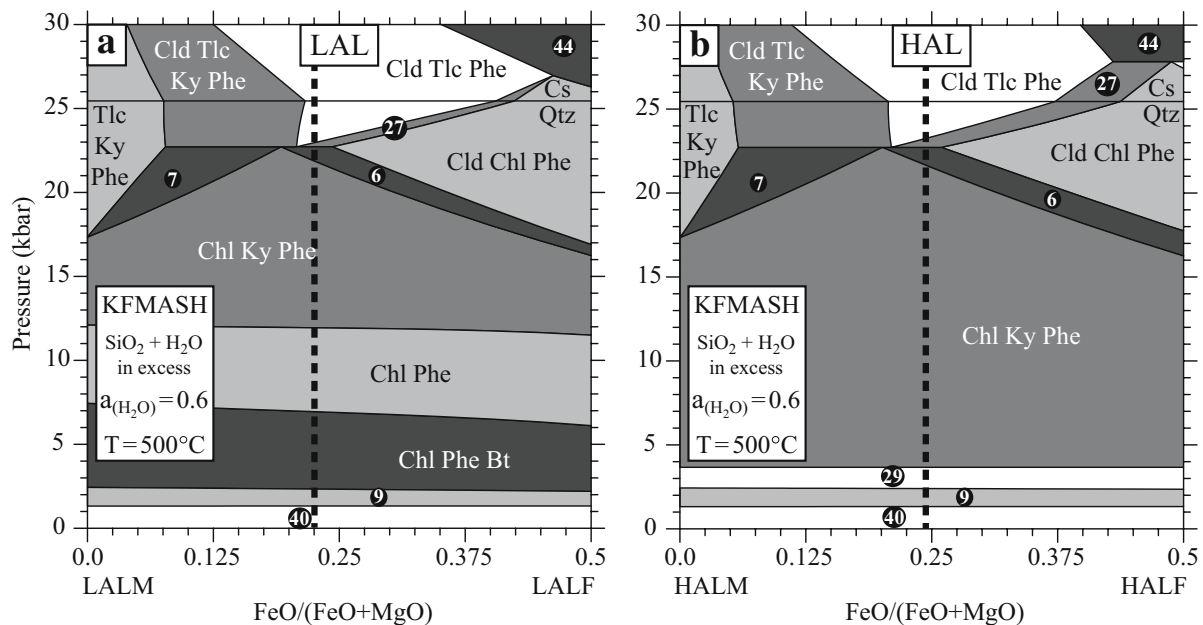 a
LAL
44
Cld Tlc
Ky Phe
Cld Tlc Phe
Cs
Qtz
Tlc
Ky
Phe
27
Cld Chl Phe
7
6
Chl Ky Phe
KFMASH
SiO₂ + H₂O
in excess
a(H₂O) = 0.6
T = 500°C
Chl Phe
Chl Phe Bt
9
40
30
25
20
15
10
5
0
Pressure (kbar)
0.0 0.125 0.25 0.375 0.5
LALM LALF
FeO/(FeO+MgO)
b
HAL
44
Cld Tlc
Ky Phe
Cld Tlc Phe
27
Cs
Qtz
Tlc
Ky
Phe
Cld Chl Phe
7
6
Chl Ky Phe
KFMASH
SiO₂ + H₂O
in excess
a(H₂O) = 0.6
T = 500°C
29
9
40
30
25
20
15
10
5
0
0.0 0.125 0.25 0.375 0.5
HALM HALF
FeO/(FeO+MgO)